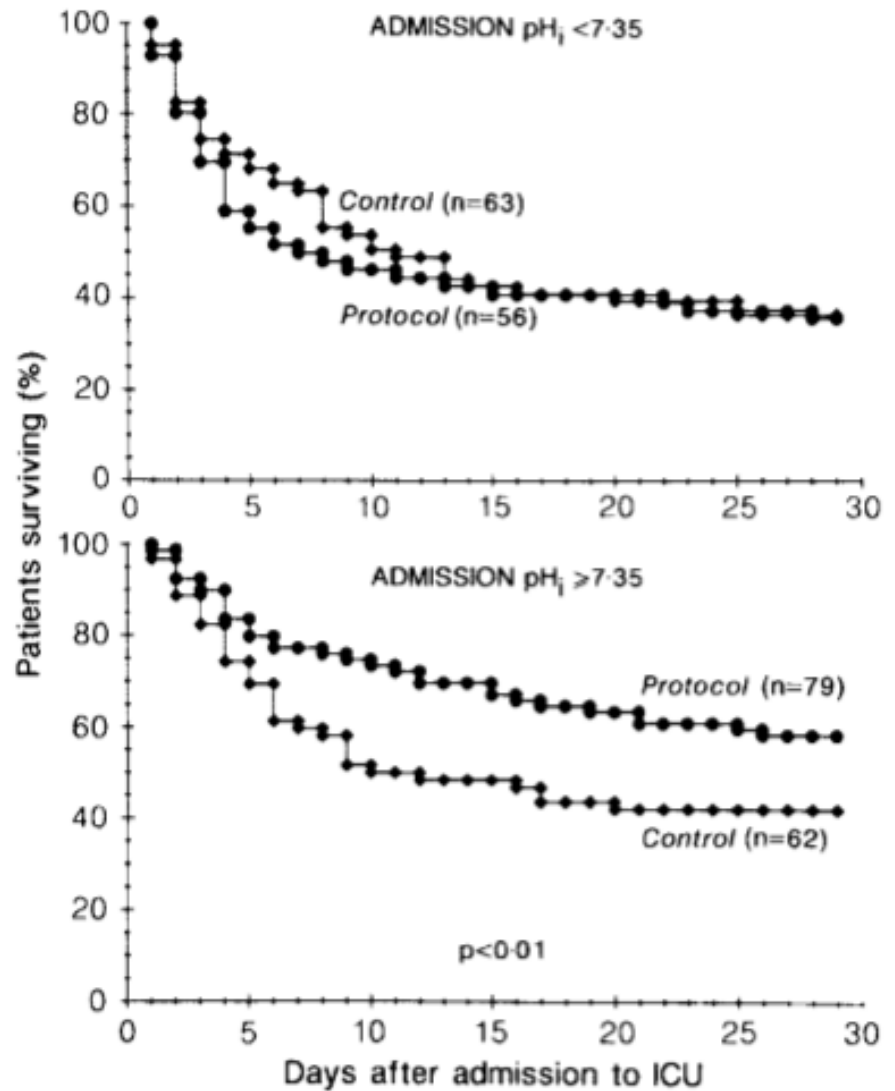 ADMISSION pHi <7·35
100
80
60
40
20
0
Control (n=63)
Protocol (n=56)
0 5 10 15 20 25 30
Patients surviving (%)
ADMISSION pHi ⩾7·35
100
80
60
40
20
0
Protocol (n=79)
Control (n=62)
p<0·01
0 5 10 15 20 25 30
Days after admission to ICU